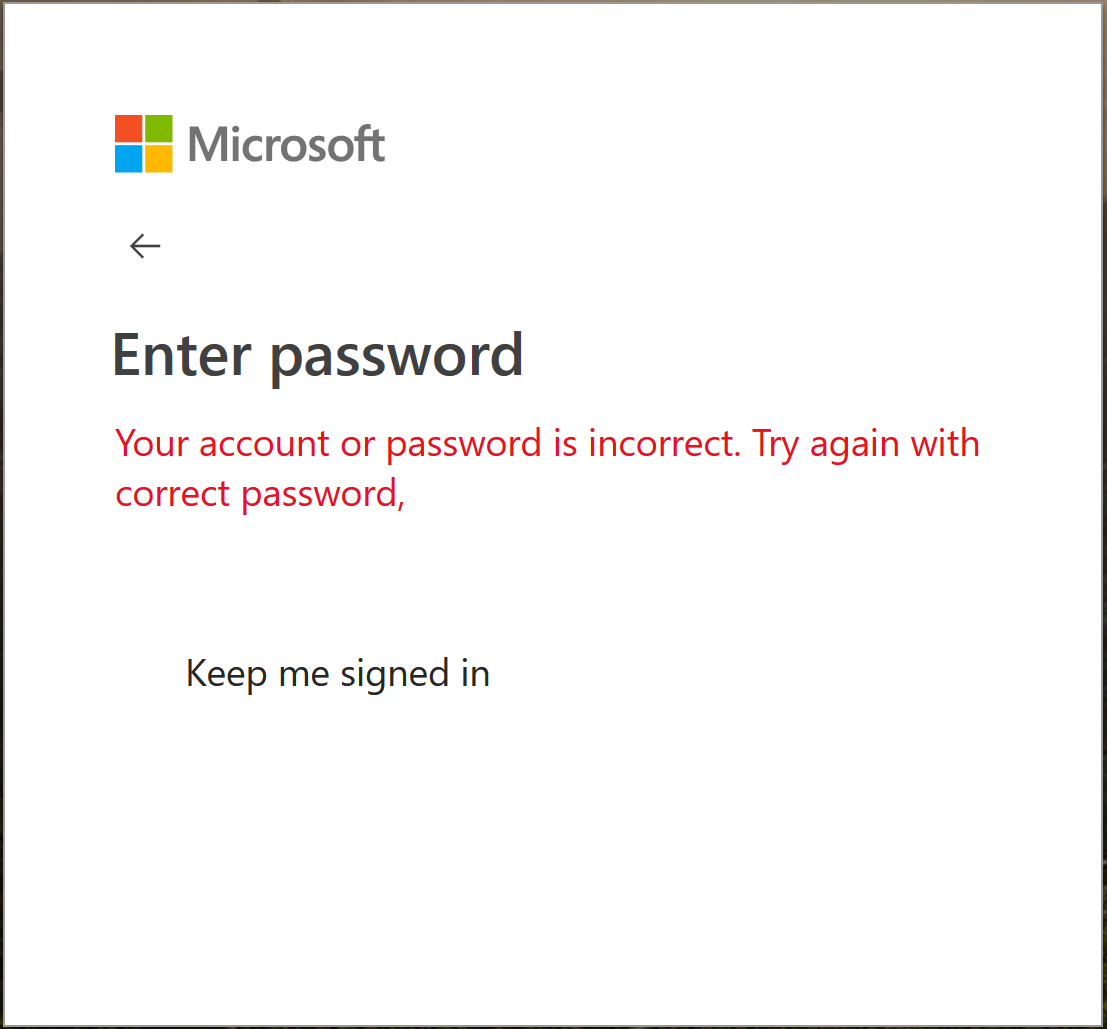 Microsoft
Enter password
Your account or password is incorrect. Try again with
correct password,
Keep me signed in